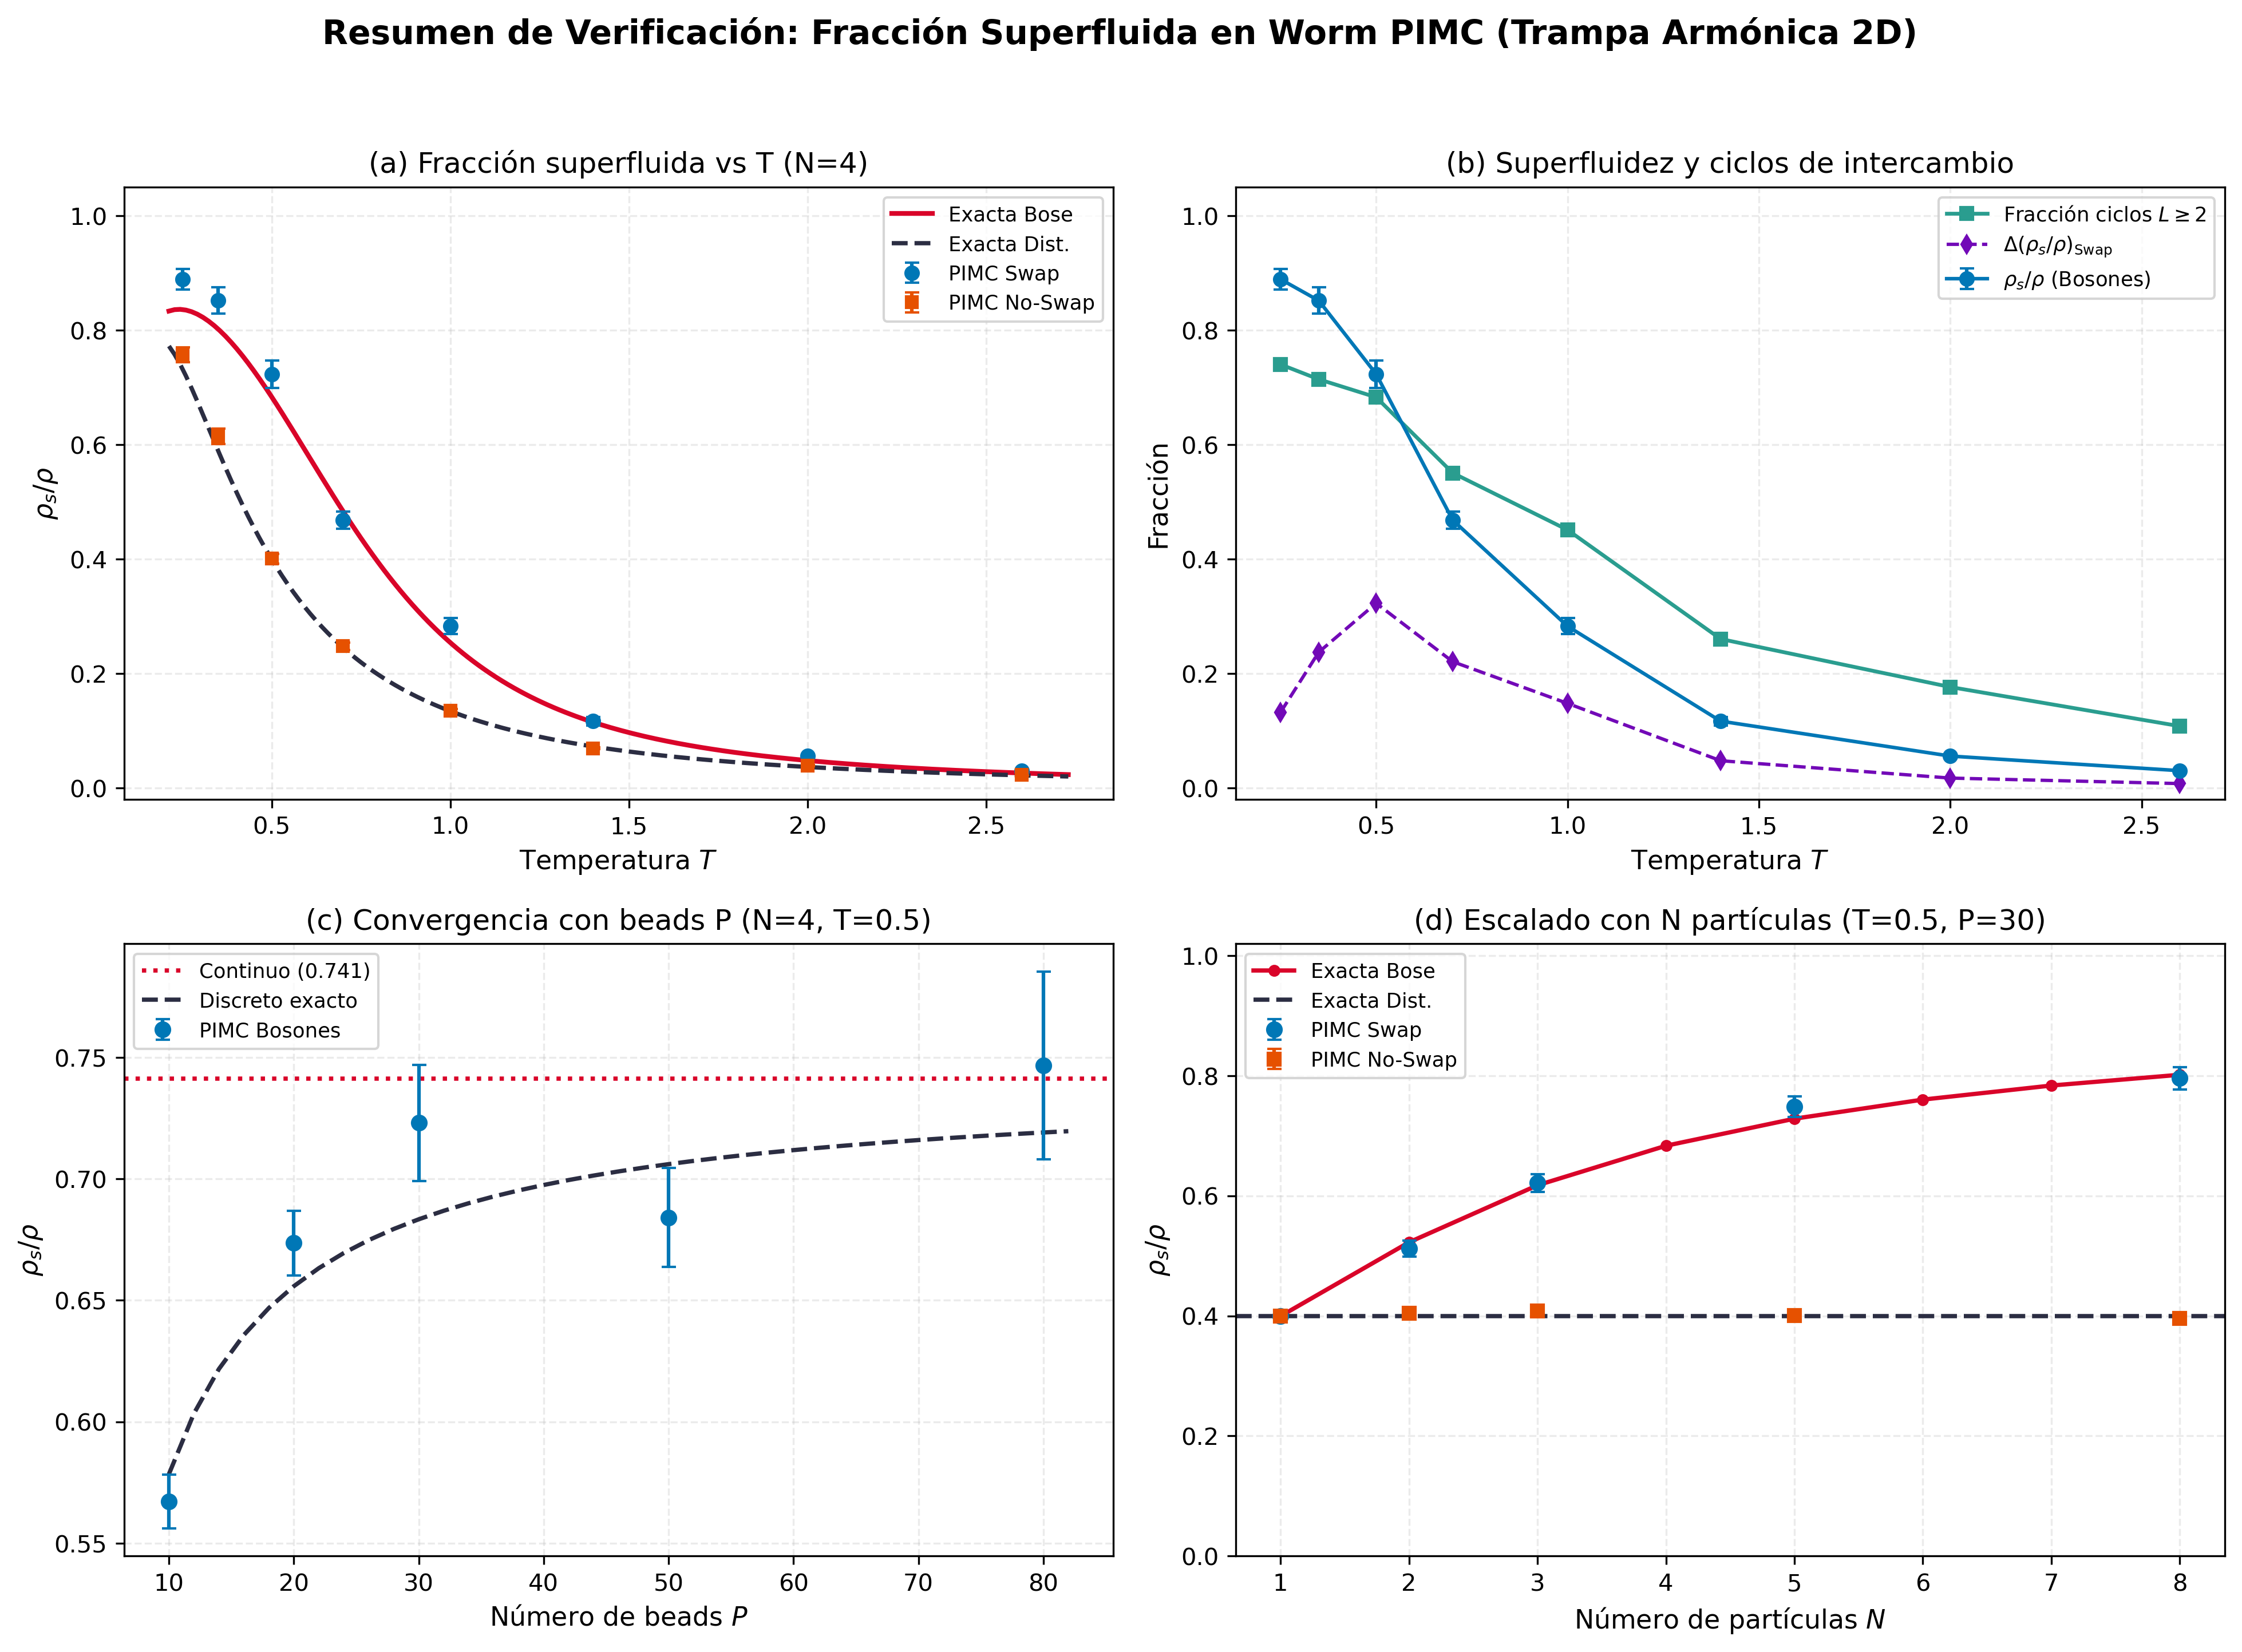 Resumen de Verificación: Fracción Superfluida en Worm PIMC (Trampa Armónica 2D)
(a) Fracción superfluida vs T (N=4)
1.0
0.8
0.6
0.4
0.2
0.0
ρs/ρ
Exacta Bose
Exacta Dist.
PIMC Swap
PIMC No-Swap
0.5 1.0 1.5 2.0 2.5
Temperatura T
(b) Superfluidez y ciclos de intercambio
1.0
0.8
0.6
0.4
0.2
0.0
Fracción
Fracción ciclos L ≥ 2
Δ(ρs/ρ)Swap
ρs/ρ (Bosones)
0.5 1.0 1.5 2.0 2.5
Temperatura T
(c) Convergencia con beads P (N=4, T=0.5)
Continuo (0.741)
Discreto exacto
PIMC Bosones
0.75
0.70
0.65
0.60
0.55
ρs/ρ
10 20 30 40 50 60 70 80
Número de beads P
(d) Escalado con N partículas (T=0.5, P=30)
1.0
0.8
0.6
0.4
0.2
0.0
ρs/ρ
Exacta Bose
Exacta Dist.
PIMC Swap
PIMC No-Swap
1 2 3 4 5 6 7 8
Número de partículas N